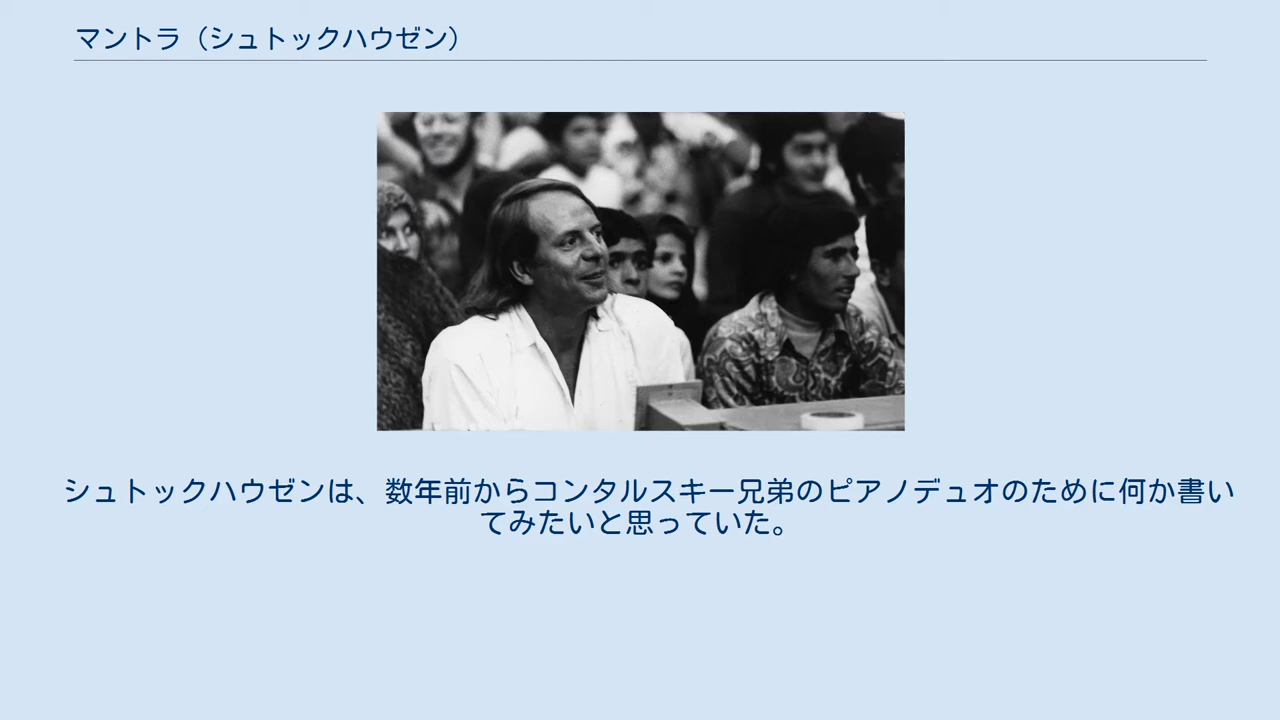 マントラ（シュトックハウゼン）
シュトックハウゼンは、数年前からコンタルスキー兄弟のピアノデュオのために何か書い
てみたいと思っていた。